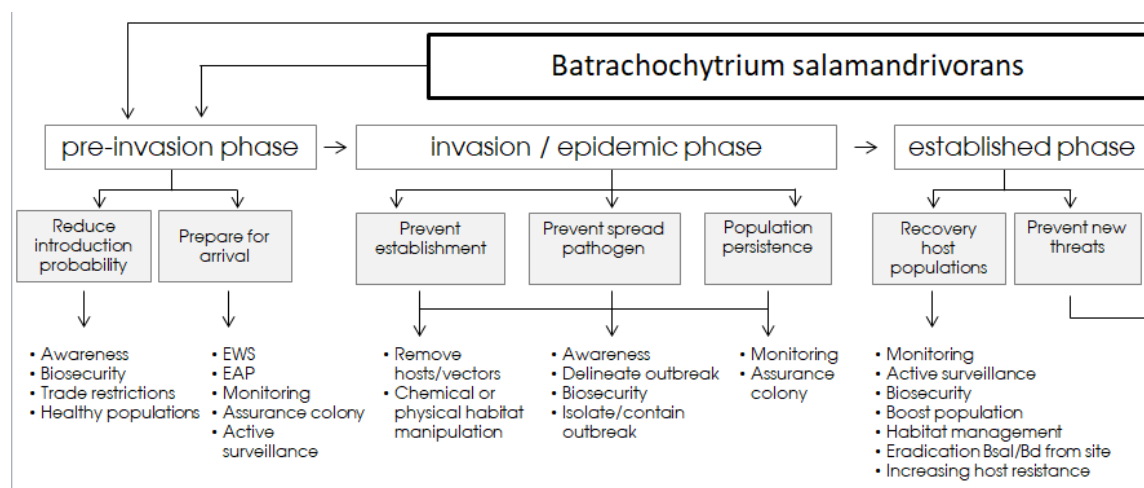 Batrachochytrium salamandrivorans
pre-invasion phase
invasion / epidemic phase
established phase
Reduce
introduction
probability
Prepare for
arrival
Prevent
establishment
Prevent spread
pathogen
Population
persistence
Recovery
host
populations
Prevent new
threats
• Awareness
• Biosecurity
• Trade restrictions
• Healthy populations
• EWS
• EAP
• Monitoring
• Assurance colony
• Active
surveillance
• Remove
hosts/vectors
• Chemical or
physical habitat
manipulation
• Awareness
• Delineate outbreak
• Biosecurity
• Isolate/contain
outbreak
• Monitoring
• Assurance
colony
• Monitoring
• Active surveillance
• Biosecurity
• Boost population
• Habitat management
• Eradication Bsal/Bd from site
• Increasing host resistance